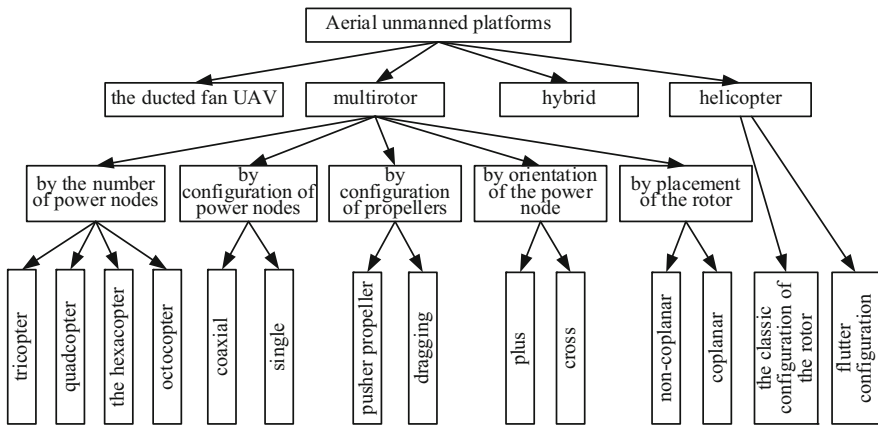 Aerial unmanned platforms
the ducted fan UAV
multirotor
hybrid
helicopter
by the number
of power nodes
by
configuration of
power nodes
by
configuration
of propellers
by orientation
of the power
node
by placement
of the rotor
tricopter
quadcopter
the hexacopter
octocopter
coaxial
single
pusher propeller
dragging
plus
cross
non-coplanar
coplanar
the classic
configuration of
the rotor
flutter
configuration